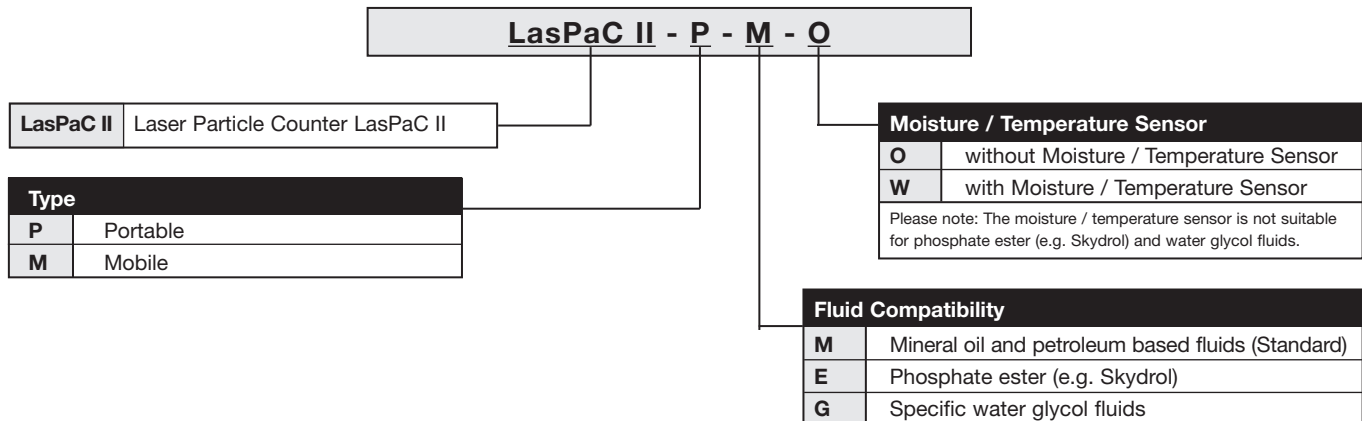 LasPaC II - P - M - O
LasPaC II Laser Particle Counter LasPaC II
Type
P Portable
M Mobile
Moisture / Temperature Sensor
O without Moisture / Temperature Sensor
W with Moisture / Temperature Sensor
Please note: The moisture / temperature sensor is not suitable
for phosphate ester (e.g. Skydrol) and water glycol fluids.
Fluid Compatibility
M Mineral oil and petroleum based fluids (Standard)
E Phosphate ester (e.g. Skydrol)
G Specific water glycol fluids